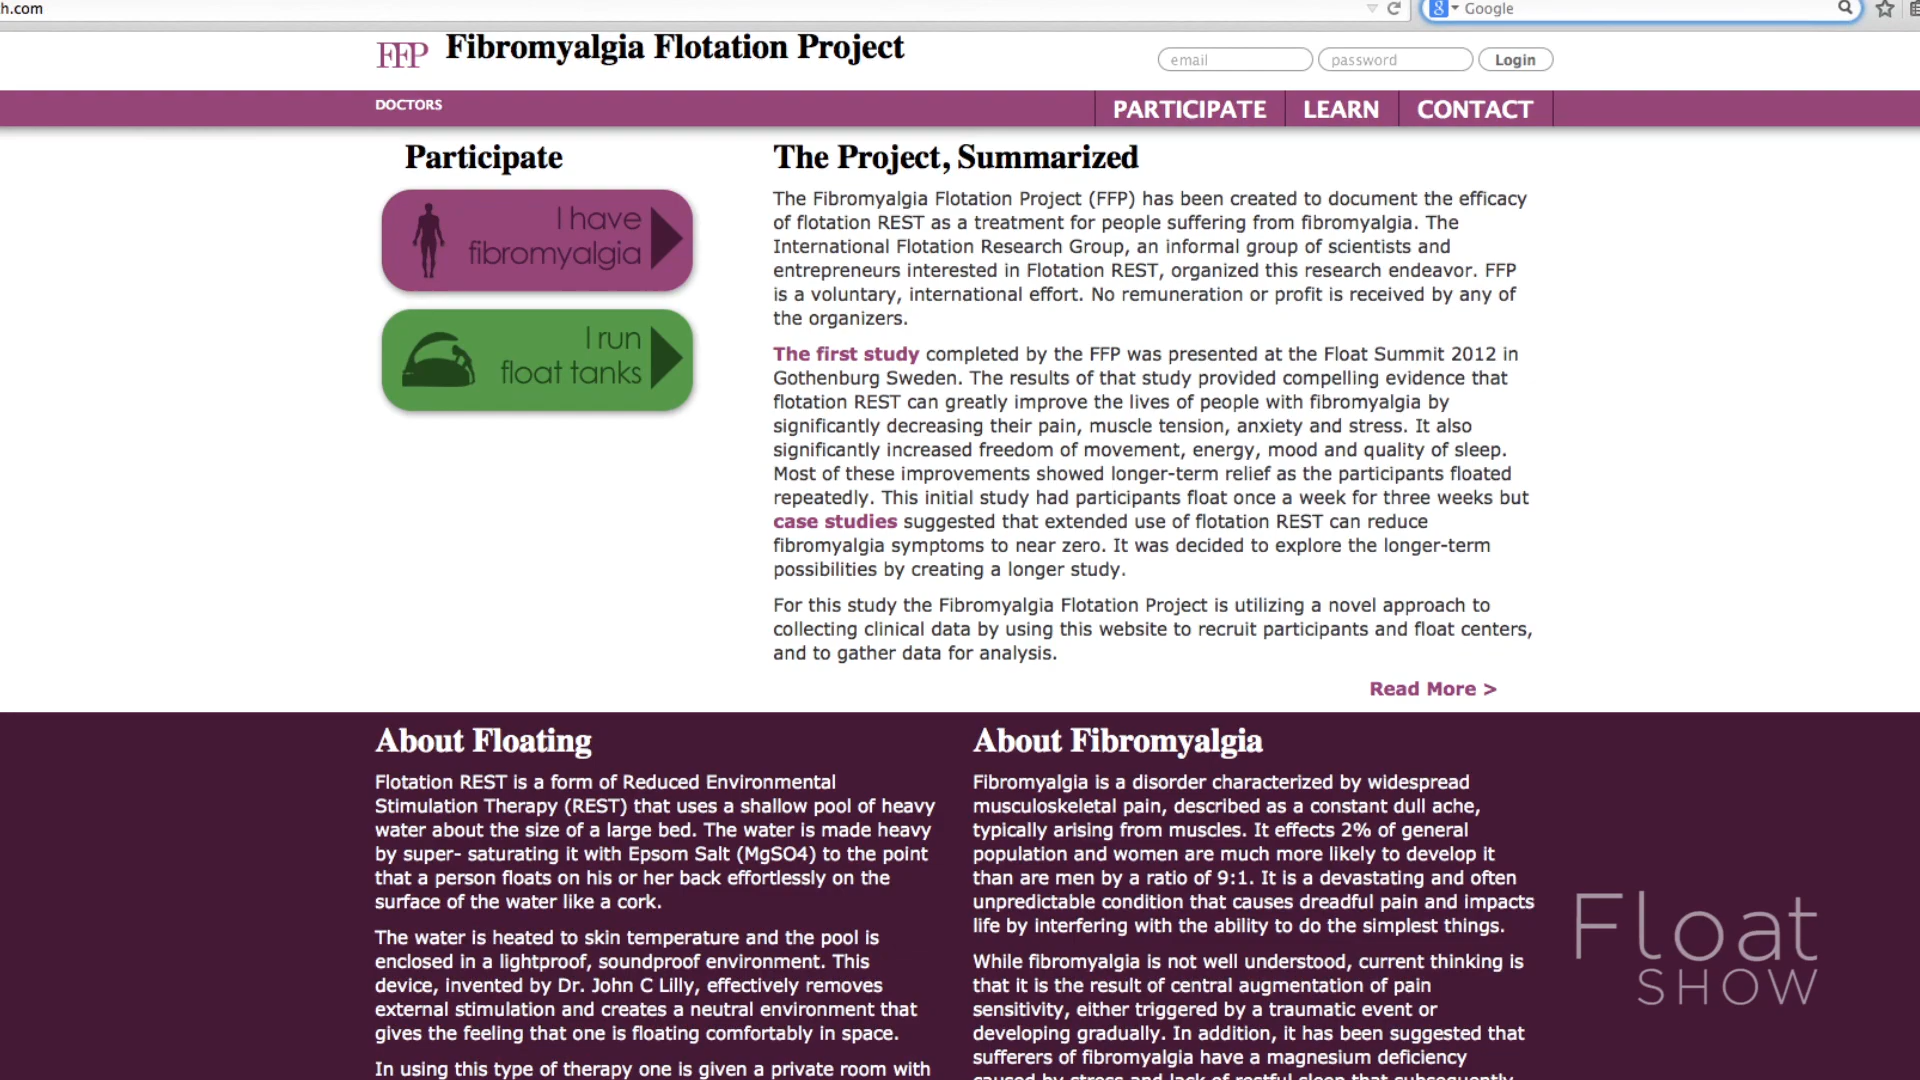 h.com
Google
FFP
Fibromyalgia Flotation Project
email
password
Login
DOCTORS
PARTICIPATE
LEARN
CONTACT
Participate
I have
fibromyalgia
I run
float tanks
The Project, Summarized
The Fibromyalgia Flotation Project (FFP) has been created to document the efficacy
of flotation REST as a treatment for people suffering from fibromyalgia. The
International Flotation Research Group, an informal group of scientists and
entrepreneurs interested in Flotation REST, organized this research endeavor. FFP
is a voluntary, international effort. No remuneration or profit is received by any of
the organizers.
The first study completed by the FFP was presented at the Float Summit 2012 in
Gothenburg Sweden. The results of that study provided compelling evidence that
flotation REST can greatly improve the lives of people with fibromyalgia by
significantly decreasing their pain, muscle tension, anxiety and stress. It also
significantly increased freedom of movement, energy, mood and quality of sleep.
Most of these improvements showed longer-term relief as the participants floated
repeatedly. This initial study had participants float once a week for three weeks but
case studies suggested that extended use of flotation REST can reduce
fibromyalgia symptoms to near zero. It was decided to explore the longer-term
possibilities by creating a longer study.
For this study the Fibromyalgia Flotation Project is utilizing a novel approach to
collecting clinical data by using this website to recruit participants and float centers,
and to gather data for analysis.
Read More >
About Floating
Flotation REST is a form of Reduced Environmental
Stimulation Therapy (REST) that uses a shallow pool of heavy
water about the size of a large bed. The water is made heavy
by super- saturating it with Epsom Salt (MgSO4) to the point
that a person floats on his or her back effortlessly on the
surface of the water like a cork.
The water is heated to skin temperature and the pool is
enclosed in a lightproof, soundproof environment. This
device, invented by Dr. John C Lilly, effectively removes
external stimulation and creates a neutral environment that
gives the feeling that one is floating comfortably in space.
In using this type of therapy one is given a private room with
About Fibromyalgia
Fibromyalgia is a disorder characterized by widespread
musculoskeletal pain, described as a constant dull ache,
typically arising from muscles. It effects 2% of general
population and women are much more likely to develop it
than are men by a ratio of 9:1. It is a devastating and often
unpredictable condition that causes dreadful pain and impacts
life by interfering with the ability to do the simplest things.
While fibromyalgia is not well understood, current thinking is
that it is the result of central augmentation of pain
sensitivity, either triggered by a traumatic event or
developing gradually. In addition, it has been suggested that
sufferers of fibromyalgia have a magnesium deficiency
caused by stress and lack of restful sleep that subsequently
Float
SHOW